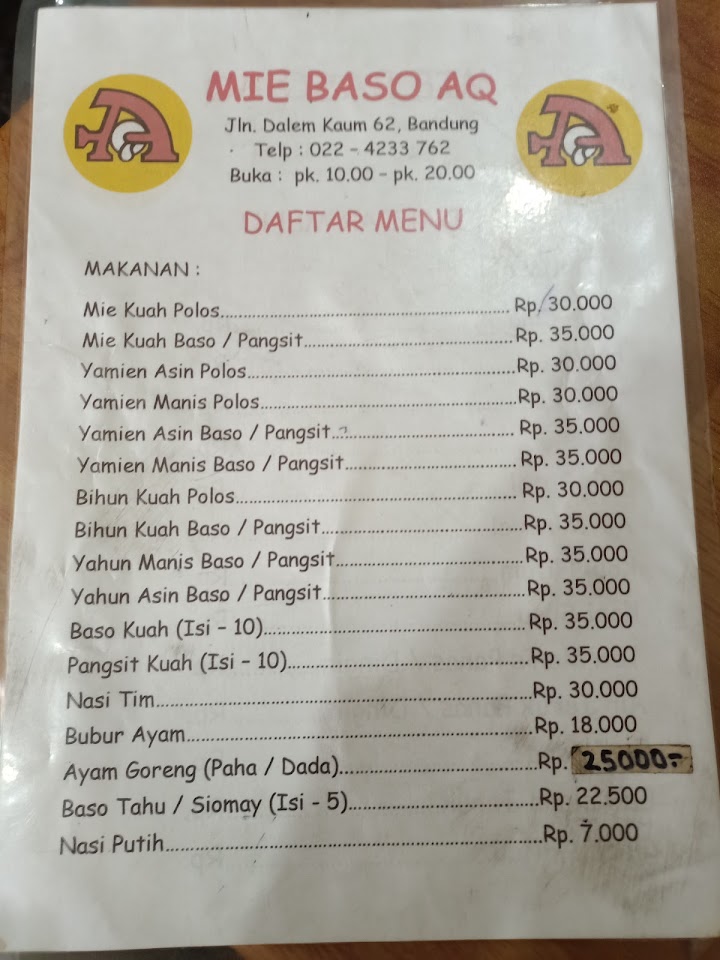 MIE BASO AQ
Jln. Dalem Kaum 62, Bandung
Telp : 022 - 4233 762
Buka : pk. 10.00 - pk. 20.00
DAFTAR MENU
MAKANAN :
Mie Kuah Polos.......... Rp. 30.000
Mie Kuah Baso / Pangsit.......... Rp. 35.000
Yamien Asin Polos.......... Rp. 30.000
Yamien Manis Polos.......... Rp. 30.000
Yamien Asin Baso / Pangsit.......... Rp. 35.000
Yamien Manis Baso / Pangsit.......... Rp. 35.000
Bihun Kuah Polos.......... Rp. 30.000
Bihun Kuah Baso / Pangsit.......... Rp. 35.000
Yahun Manis Baso / Pangsit.......... Rp. 35.000
Yahun Asin Baso / Pangsit.......... Rp. 35.000
Baso Kuah (Isi - 10).......... Rp. 35.000
Pangsit Kuah (Isi - 10).......... Rp. 35.000
Nasi Tim.......... Rp. 30.000
Bubur Ayam.......... Rp. 18.000
Ayam Goreng (Paha / Dada).......... Rp. 25000=
Baso Tahu / Siomay (Isi - 5).......... Rp. 22.500
Nasi Putih.......... Rp. 7.000